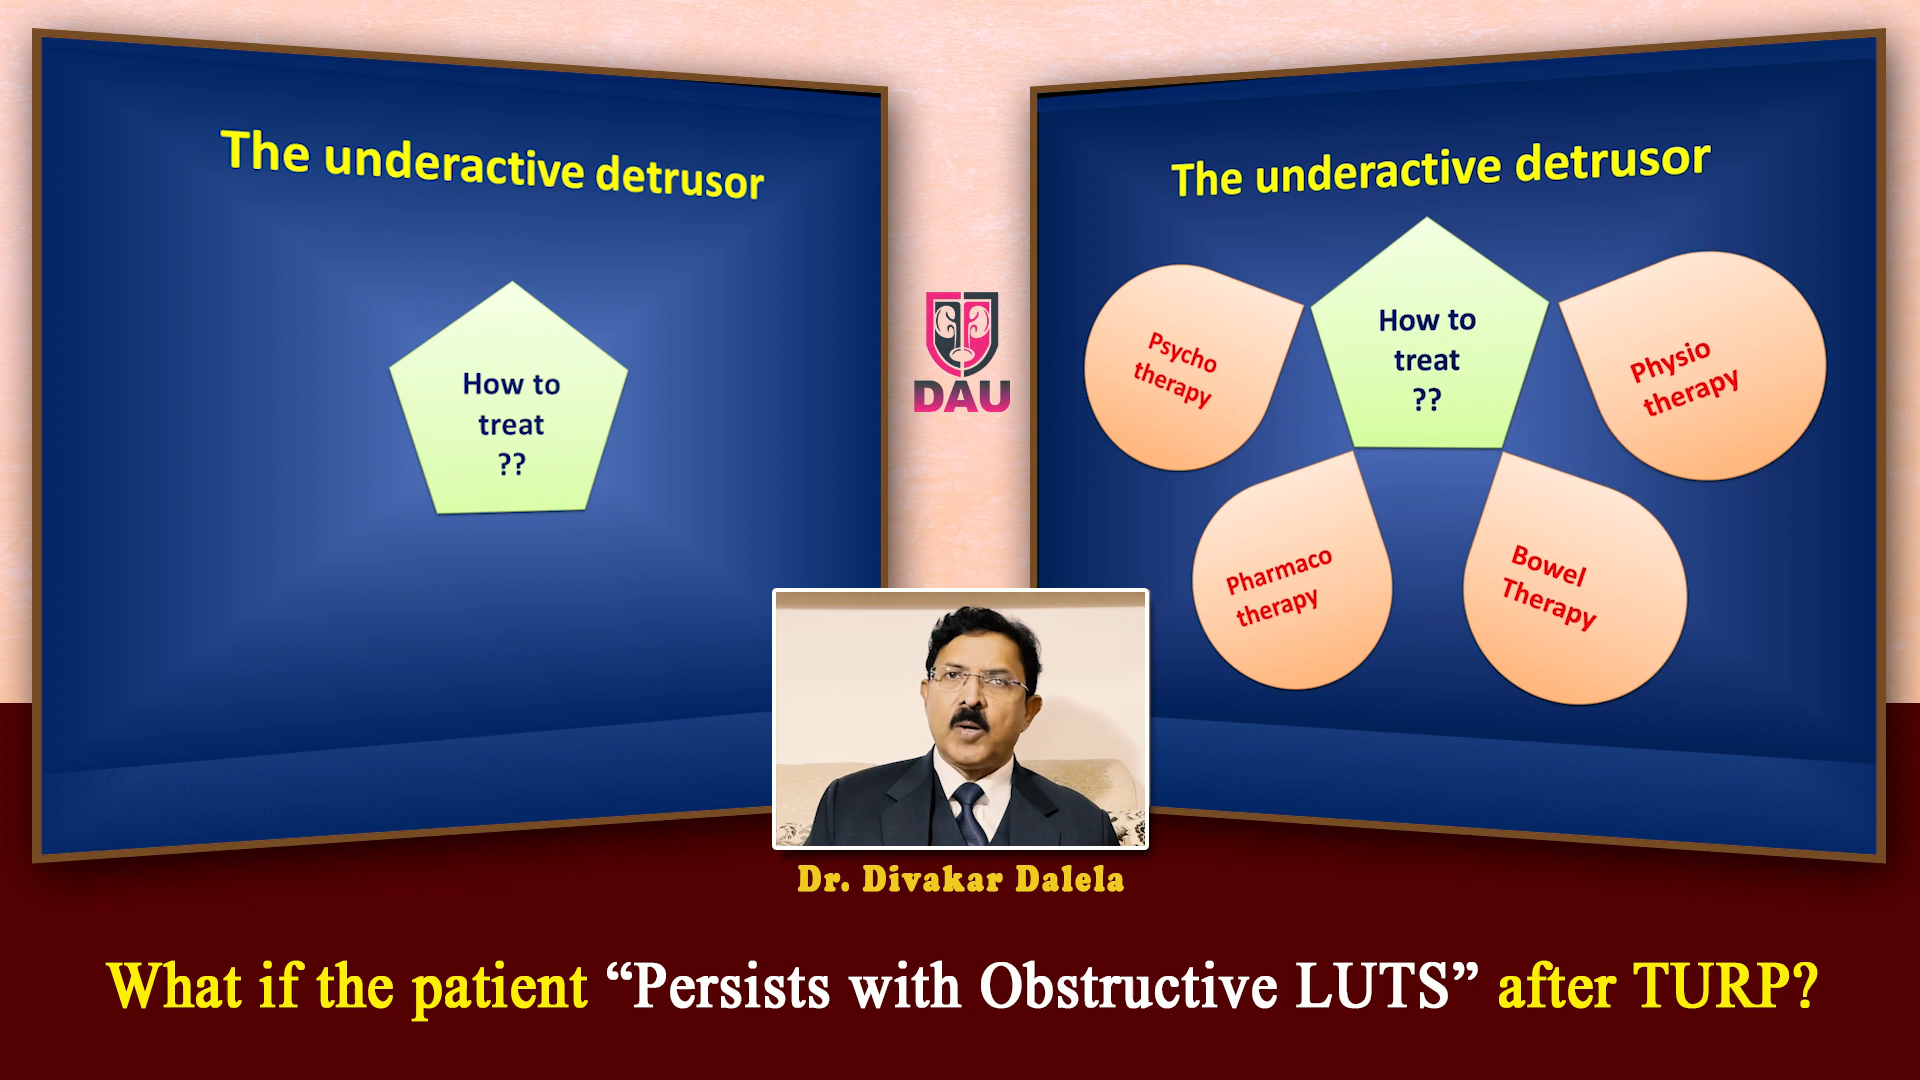 The underactive detrusor
How to
treat
??
DAU
The underactive detrusor
How to
treat
??
Psycho
therapy
Physio
therapy
Pharmaco
therapy
Bowel
Therapy
Dr. Divakar Dalela
What if the patient “Persists with Obstructive LUTS” after TURP?